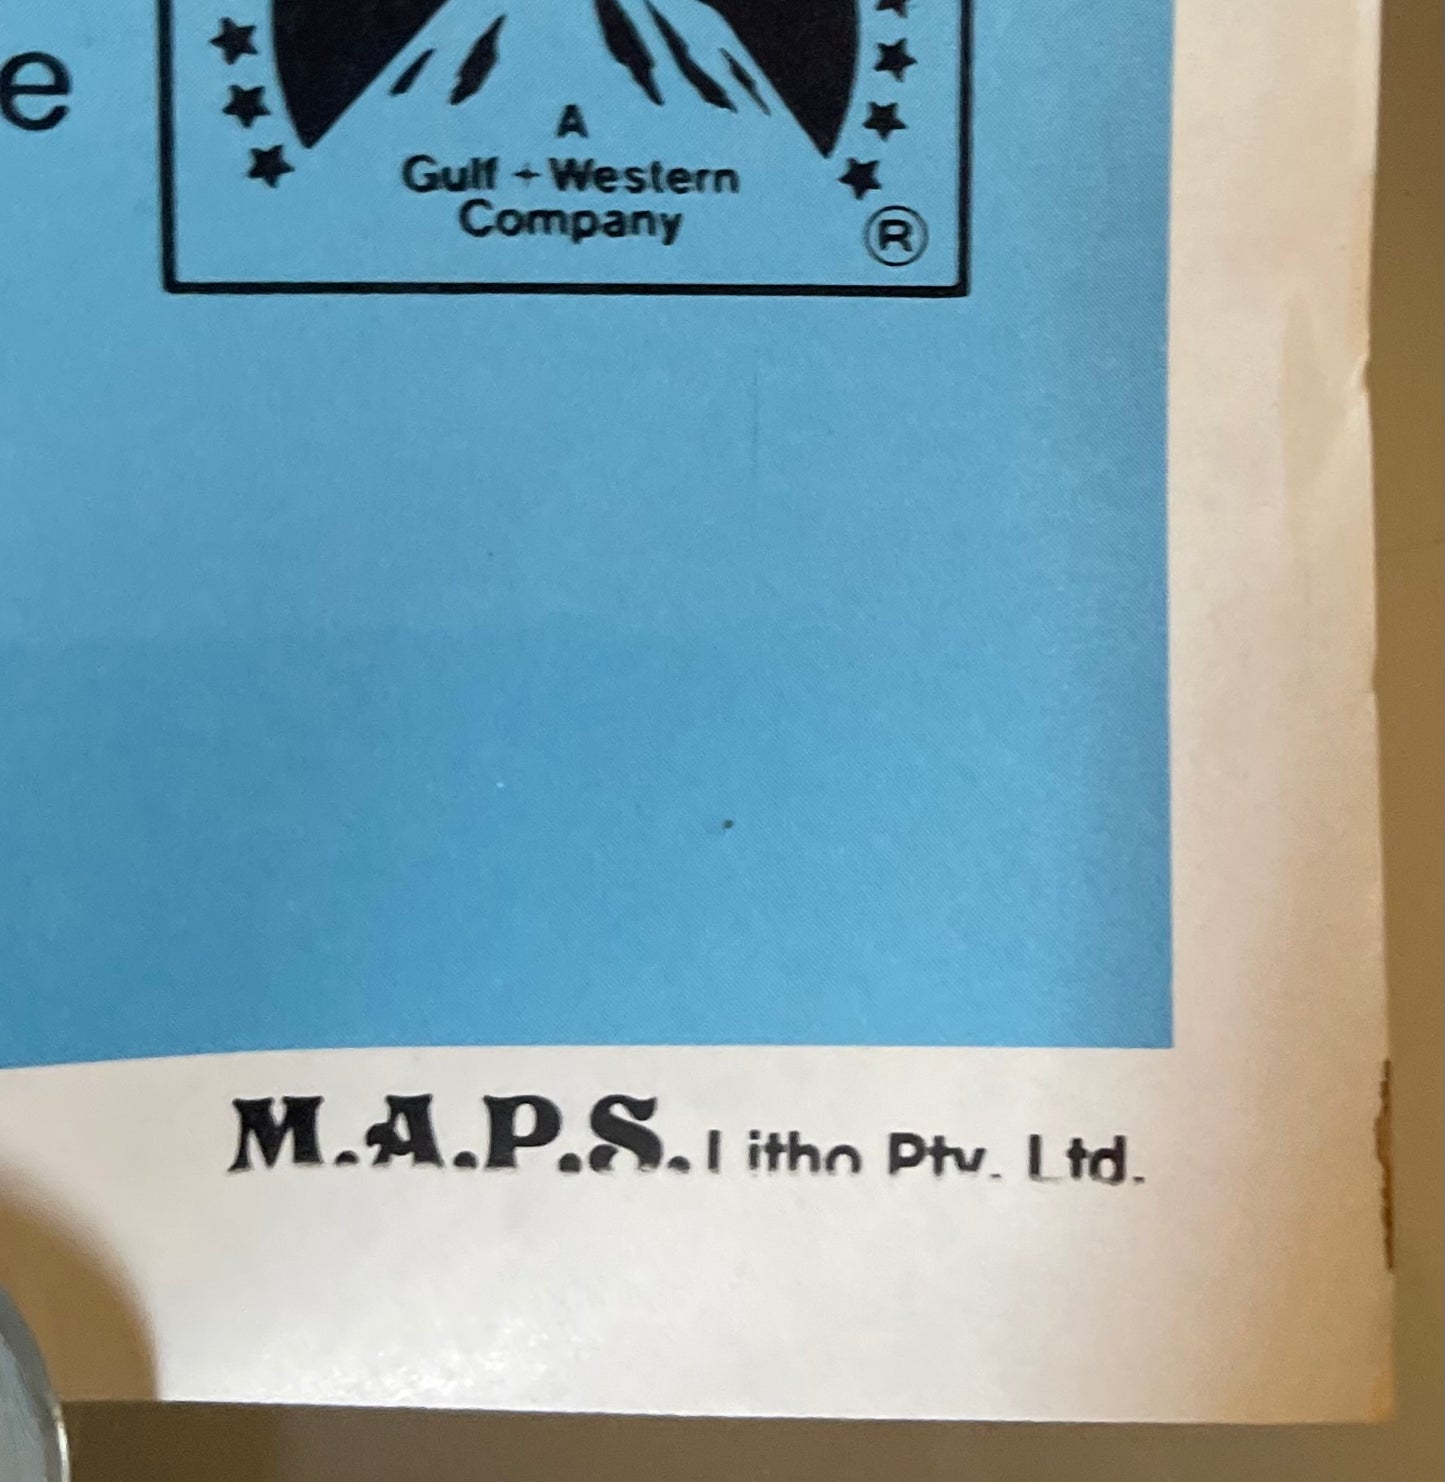 e
A
Gulf + Western
Company
®
M.A.P.S. Litho Pty. Ltd.